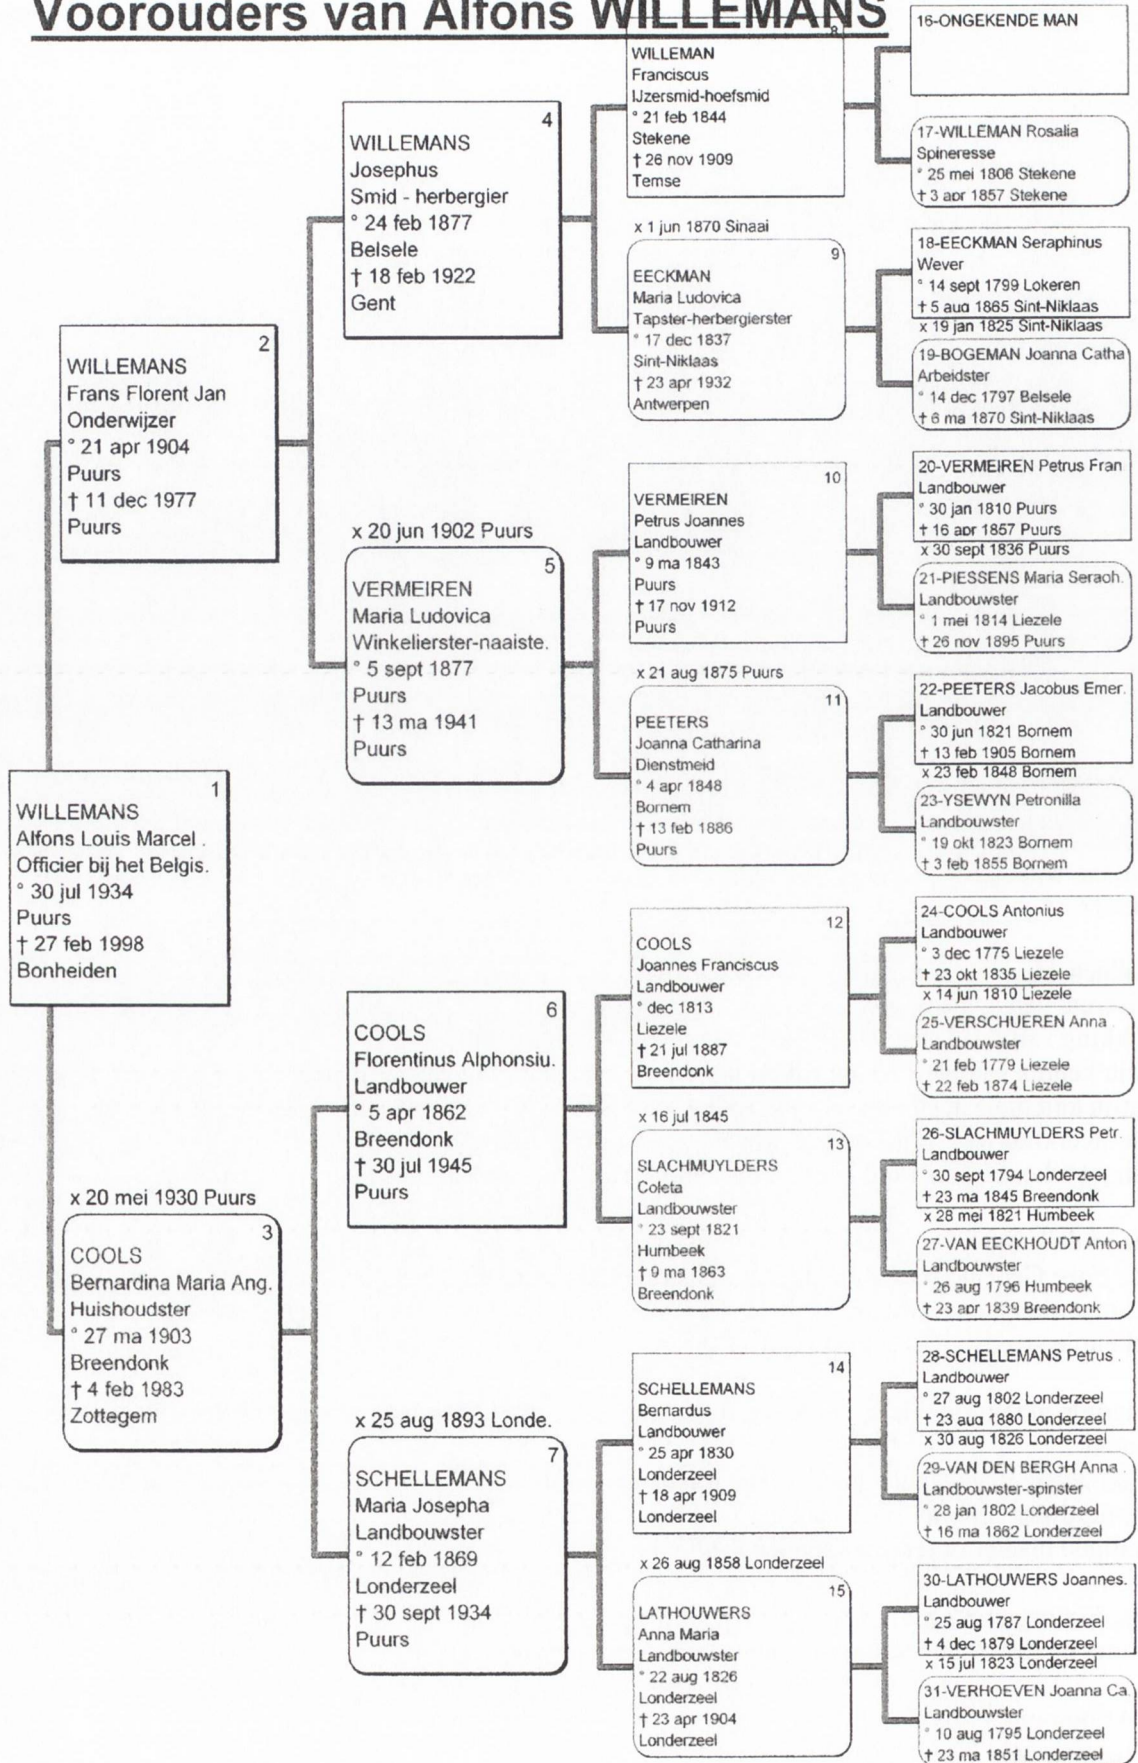 Voorouders van Alfons WILLEMANS
1
WILLEMANS
Alfons Louis Marcel .
Officier bij het Belgis.
° 30 jul 1934
Puurs
† 27 feb 1998
Bonheiden
2
WILLEMANS
Frans Florent Jan
Onderwijzer
° 21 apr 1904
Puurs
† 11 dec 1977
Puurs
x 20 mei 1930 Puurs
3
COOLS
Bernardina Maria Ang.
Huishoudster
° 27 ma 1903
Breendonk
† 4 feb 1983
Zottegem
4
WILLEMANS
Josephus
Smid - herbergier
° 24 feb 1877
Belsele
† 18 feb 1922
Gent
x 20 jun 1902 Puurs
5
VERMEIREN
Maria Ludovica
Winkelierster-naaiste.
° 5 sept 1877
Puurs
† 13 ma 1941
Puurs
6
COOLS
Florentinus Alphonsiu.
Landbouwer
° 5 apr 1862
Breendonk
† 30 jul 1945
Puurs
x 25 aug 1893 Londe.
7
SCHELLEMANS
Maria Josepha
Landbouwster
° 12 feb 1869
Londerzeel
† 30 sept 1934
Puurs
8
WILLEMAN
Franciscus
IJzersmid-hoefsmid
° 21 feb 1844
Stekene
† 26 nov 1909
Temse
x 1 jun 1870 Sinaai
9
EECKMAN
Maria Ludovica
Tapster-herbergierster
° 17 dec 1837
Sint-Niklaas
† 23 apr 1932
Antwerpen
10
VERMEIREN
Petrus Joannes
Landbouwer
° 9 ma 1843
Puurs
† 17 nov 1912
Puurs
x 21 aug 1875 Puurs
11
PEETERS
Joanna Catharina
Dienstmeid
° 4 apr 1848
Bornem
† 13 feb 1886
Puurs
12
COOLS
Joannes Franciscus
Landbouwer
° dec 1813
Liezele
† 21 jul 1887
Breendonk
x 16 jul 1845
13
SLACHMUYLDERS
Coleta
Landbouwster
° 23 sept 1821
Humbeek
† 9 ma 1863
Breendonk
14
SCHELLEMANS
Bernardus
Landbouwer
° 25 apr 1830
Londerzeel
† 18 apr 1909
Londerzeel
x 26 aug 1858 Londerzeel
15
LATHOUWERS
Anna Maria
Landbouwster
° 22 aug 1826
Londerzeel
† 23 apr 1904
Londerzeel
16-ONGEKENDE MAN
17-WILLEMAN Rosalia
Spineresse
° 25 mei 1806 Stekene
† 3 apr 1857 Stekene
18-EECKMAN Seraphinus
Wever
° 14 sept 1799 Lokeren
† 5 aug 1865 Sint-Niklaas
x 19 jan 1825 Sint-Niklaas
19-BOGEMAN Joanna Catha
Arbeidster
° 14 dec 1797 Belsele
† 6 ma 1870 Sint-Niklaas
20-VERMEIREN Petrus Fran
Landbouwer
° 30 jan 1810 Puurs
† 16 apr 1857 Puurs
x 30 sept 1836 Puurs
21-PIESSENS Maria Seraph.
Landbouwster
° 1 mei 1814 Liezele
† 26 nov 1895 Puurs
22-PEETERS Jacobus Emer.
Landbouwer
° 30 jun 1821 Bornem
† 13 feb 1905 Bornem
x 23 feb 1848 Bornem
23-YSEWYN Petronilla
Landbouwster
° 19 okt 1823 Bornem
† 3 feb 1855 Bornem
24-COOLS Antonius
Landbouwer
° 3 dec 1775 Liezele
† 23 okt 1835 Liezele
x 14 jun 1810 Liezele
25-VERSCHUEREN Anna .
Landbouwster
° 21 feb 1779 Liezele
† 22 feb 1874 Liezele
26-SLACHMUYLDERS Petr.
Landbouwer
° 30 sept 1794 Londerzeel
† 23 ma 1845 Breendonk
x 28 mei 1821 Humbeek
27-VAN EECKHOUDT Anton
Landbouwster
° 26 aug 1796 Humbeek
† 23 apr 1839 Breendonk
28-SCHELLEMANS Petrus .
Landbouwer
° 27 aug 1802 Londerzeel
† 23 aug 1880 Londerzeel
x 30 aug 1826 Londerzeel
29-VAN DEN BERGH Anna .
Landbouwster-spinster
° 28 jan 1802 Londerzeel
† 16 ma 1862 Londerzeel
30-LATHOUWERS Joannes.
Landbouwer
° 25 aug 1787 Londerzeel
† 4 dec 1879 Londerzeel
x 15 jul 1823 Londerzeel
31-VERHOEVEN Joanna Ca.
Landbouwster
° 10 aug 1795 Londerzeel
† 23 ma 1851 Londerzeel